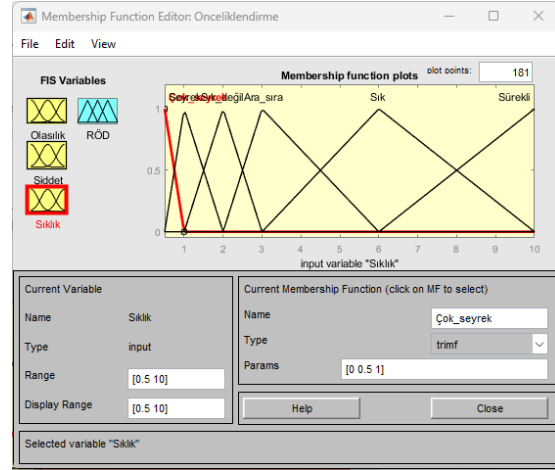 Membership Function Editor: Onceliklendirme
File Edit View
FIS Variables
Olasılık RÖD
Siddet
Sıklık
Membership function plots
plot points: 181
Çok_seyrek Seyrek Sık_değil Ara_sıra Sık Sürekli
1
0.5
0
1 2 3 4 5 6 7 8 9 10
input variable "Sıklık"
Current Variable
Name Sıklık
Type input
Range [0.5 10]
Display Range [0.5 10]
Current Membership Function (click on MF to select)
Name Çok_seyrek
Type trimf
Params [0 0.5 1]
Help Close
Selected variable "Sıklık"